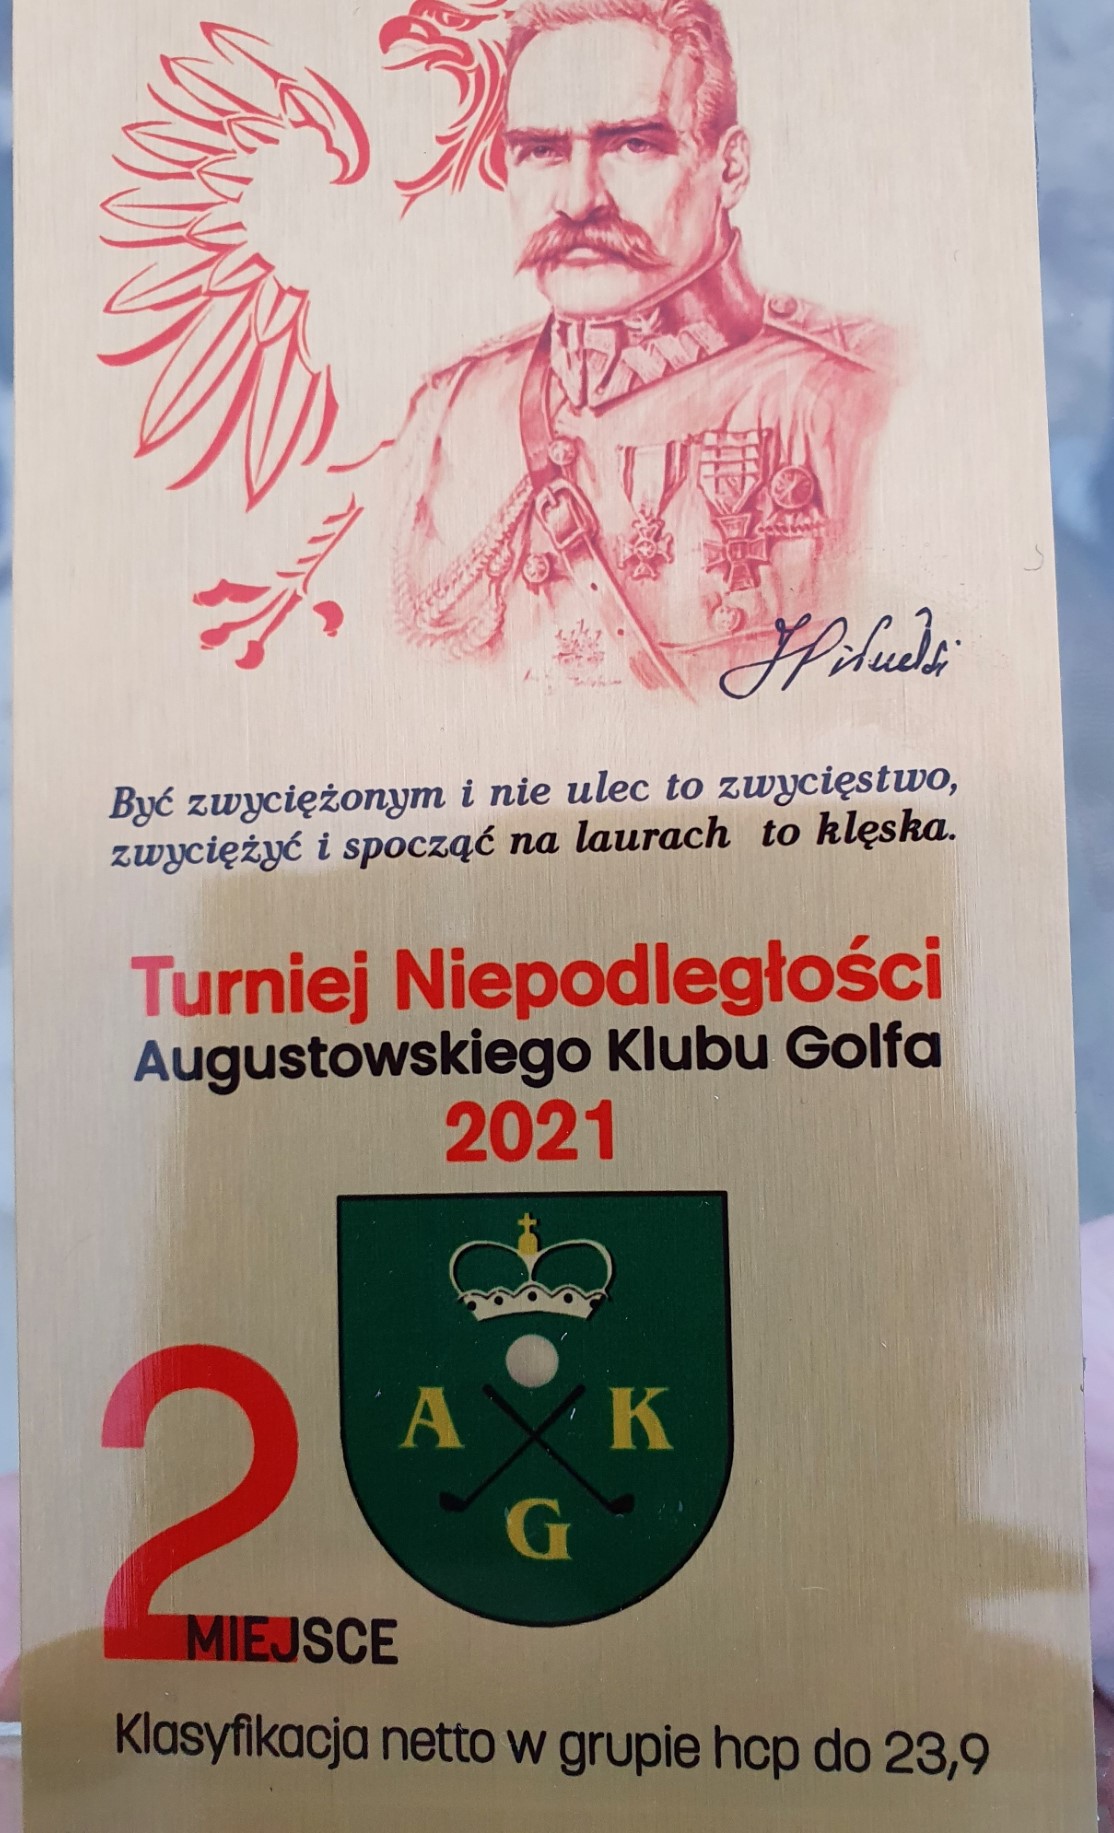 J Piłsudski
Być zwyciężonym i nie ulec to zwycięstwo,
zwyciężyć i spocząć na laurach to klęska.
Turniej Niepodległości
Augustowskiego Klubu Golfa
2021
A K
G
2
MIEJSCE
Klasyfikacja netto w grupie hcp do 23,9